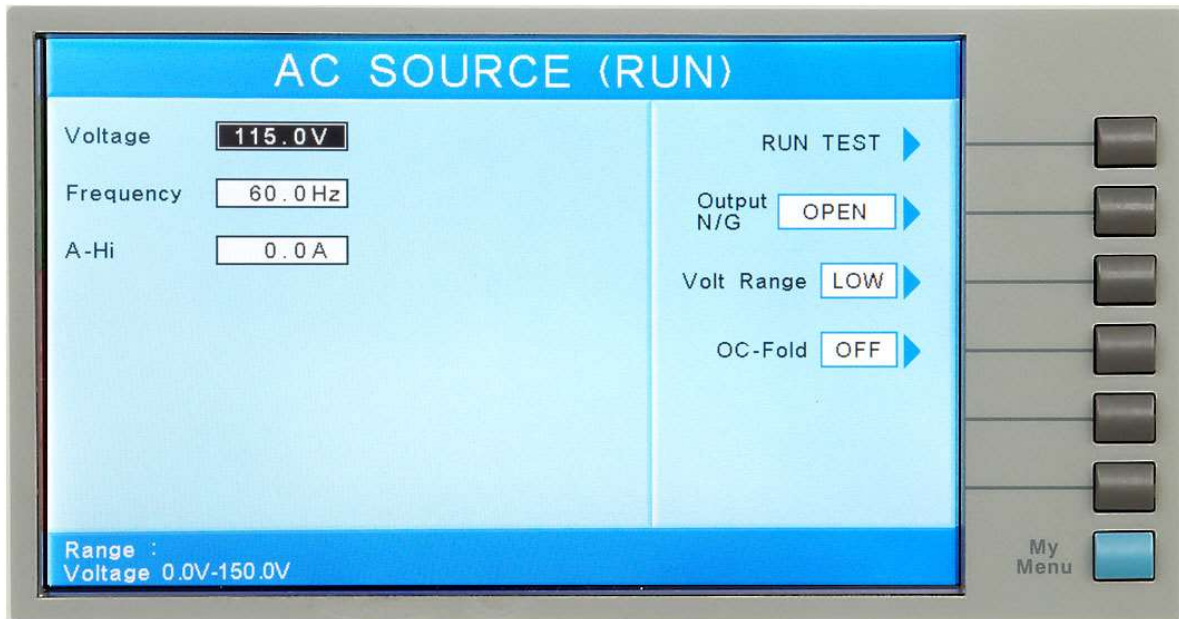 AC SOURCE (RUN)
Voltage 115.0V
Frequency 60.0Hz
A-Hi 0.0A
RUN TEST
Output
N/G OPEN
Volt Range LOW
OC-Fold OFF
Range :
Voltage 0.0V-150.0V
My
Menu